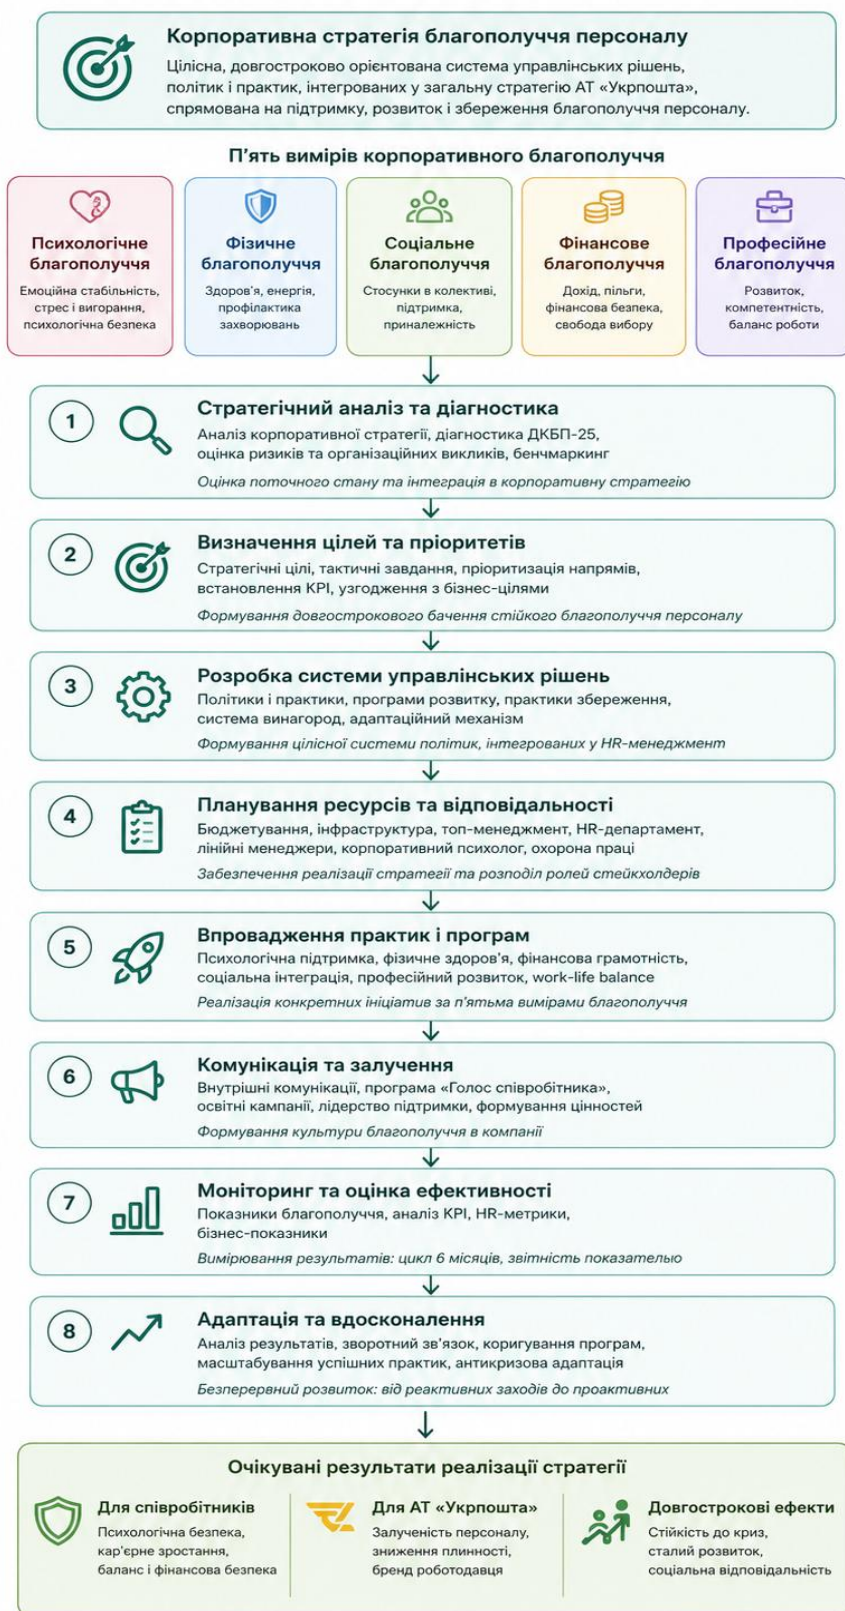 Корпоративна стратегія благополуччя персоналу
Цілісна, довгостроково орієнтована система управлінських рішень,
політик і практик, інтегрованих у загальну стратегію АТ «Укрпошта»,
спрямована на підтримку, розвиток і збереження благополуччя персоналу.
П'ять вимірів корпоративного благополуччя
Психологічне
благополуччя
Емоційна стабільність,
стрес і вигорання,
психологічна безпека
Фізичне
благополуччя
Здоров'я, енергія,
профілактика
захворювань
Соціальне
благополуччя
Стосунки в колективі,
підтримка,
приналежність
Фінансове
благополуччя
Дохід, пільги,
фінансова безпека,
свобода вибору
Професійне
благополуччя
Розвиток,
компетентність,
баланс роботи
1
Стратегічний аналіз та діагностика
Аналіз корпоративної стратегії, діагностика ДКБП-25,
оцінка ризиків та організаційних викликів, бенчмаркинг
Оцінка поточного стану та інтеграція в корпоративну стратегію
2
Визначення цілей та пріоритетів
Стратегічні цілі, тактичні завдання, пріоритизація напрямів,
встановлення KPI, узгодження з бізнес-цілями
Формування довгострокового бачення стійкого благополуччя персоналу
3
Розробка системи управлінських рішень
Політики і практики, програми розвитку, практики збереження,
система винагород, адаптаційний механізм
Формування цілісної системи політик, інтегрованих у HR-менеджмент
4
Планування ресурсів та відповідальності
Бюджетування, інфраструктура, топ-менеджмент, HR-департамент,
лінійні менеджери, корпоративний психолог, охорона праці
Забезпечення реалізації стратегії та розподіл ролей стейкхолдерів
5
Впровадження практик і програм
Психологічна підтримка, фізичне здоров'я, фінансова грамотність,
соціальна інтеграція, професійний розвиток, work-life balance
Реалізація конкретних ініціатив за п'ятьма вимірами благополуччя
6
Комунікація та залучення
Внутрішні комунікації, програма «Голос співробітника»,
освітні кампанії, лідерство підтримки, формування цінностей
Формування культури благополуччя в компанії
7
Моніторинг та оцінка ефективності
Показники благополуччя, аналіз KPI, HR-метрики,
бізнес-показники
Вимірювання результатів: цикл 6 місяців, звітність показателью
8
Адаптація та вдосконалення
Аналіз результатів, зворотний зв'язок, коригування програм,
масштабування успішних практик, антикризова адаптація
Безперервний розвиток: від реактивних заходів до проактивних
Очікувані результати реалізації стратегії
Для співробітників
Психологічна безпека,
кар'єрне зростання,
баланс і фінансова безпека
Для АТ «Укрпошта»
Залученість персоналу,
зниження плинності,
бренд роботодавця
Довгострокові ефекти
Стійкість до криз,
сталий розвиток,
соціальна відповідальність